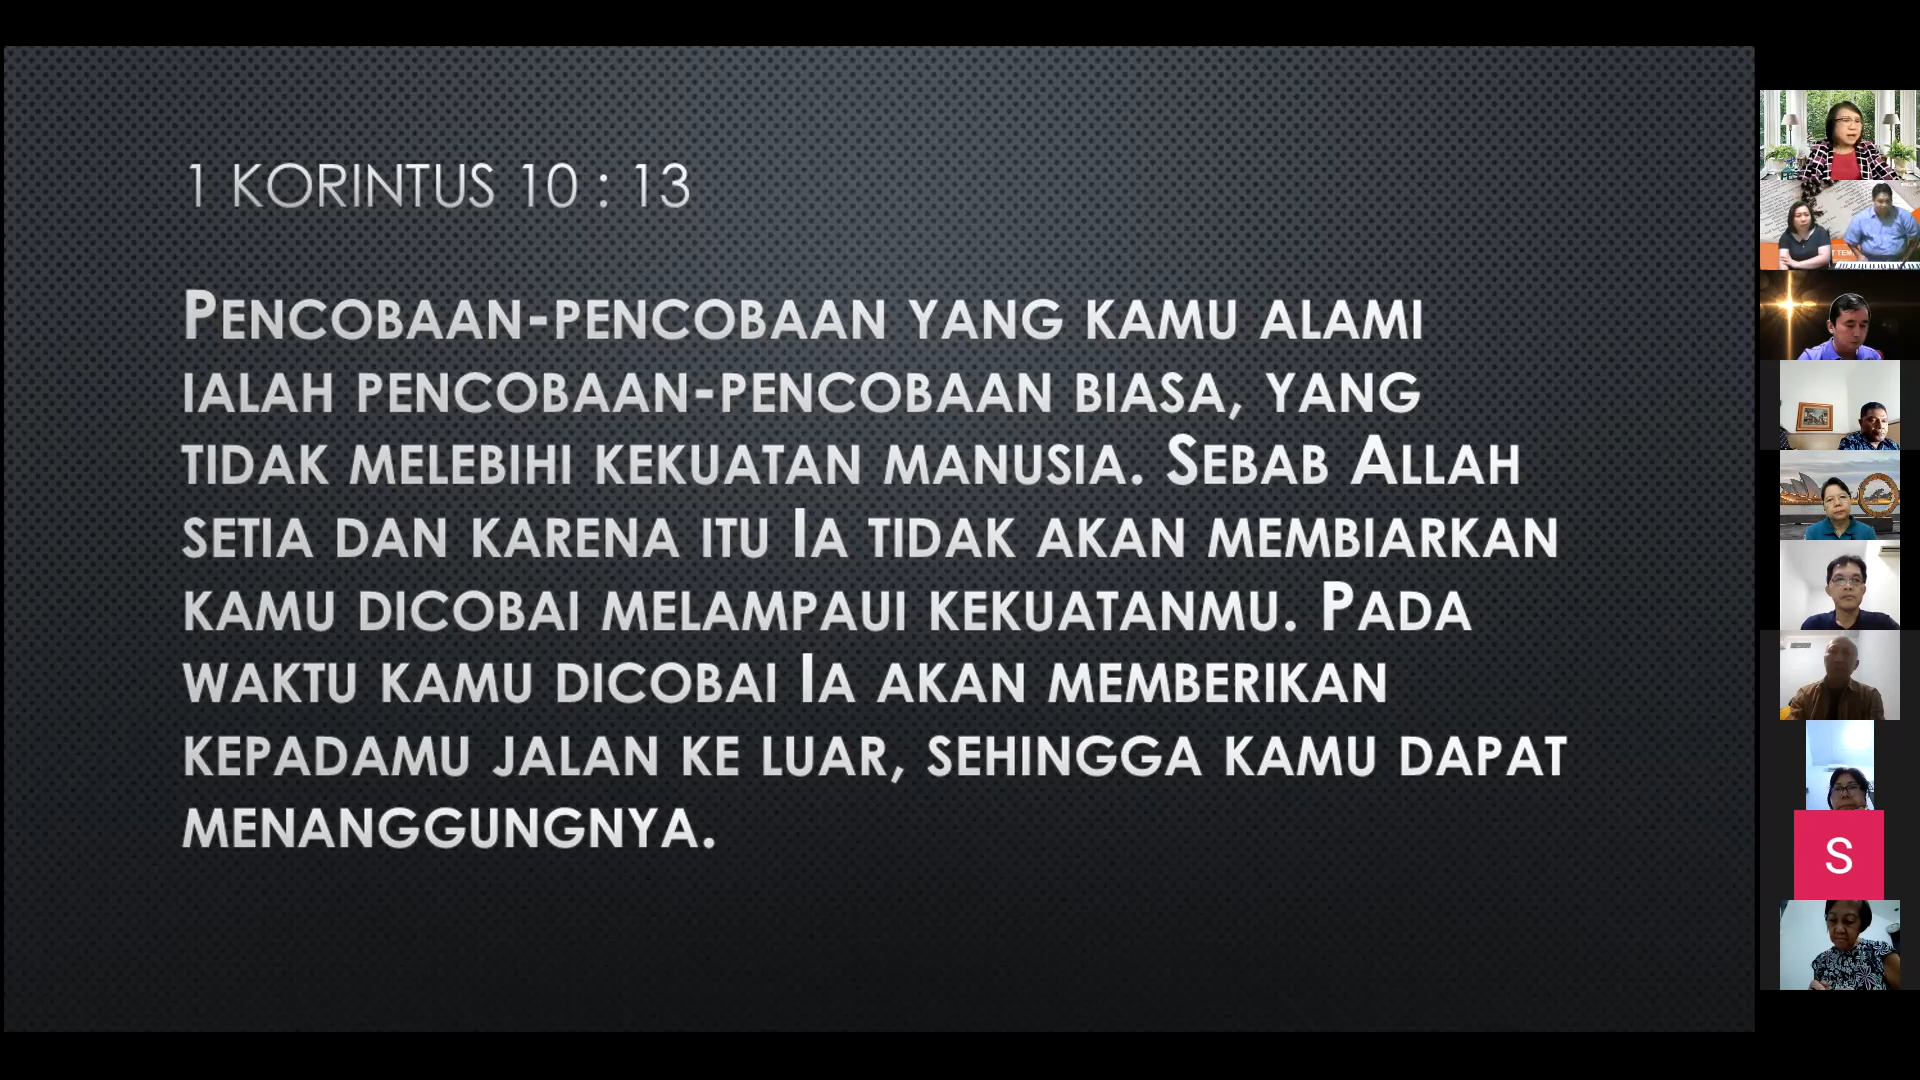 1 KORINTUS 10 : 13
PENCOBAAN-PENCOBAAN YANG KAMU ALAMI
IALAH PENCOBAAN-PENCOBAAN BIASA, YANG
TIDAK MELEBIHI KEKUATAN MANUSIA. SEBAB ALLAH
SETIA DAN KARENA ITU IA TIDAK AKAN MEMBIARKAN
KAMU DICOBAI MELAMPAUI KEKUATANMU. PADA
WAKTU KAMU DICOBAI IA AKAN MEMBERIKAN
KEPADAMU JALAN KE LUAR, SEHINGGA KAMU DAPAT
MENANGGUNGNYA.
S